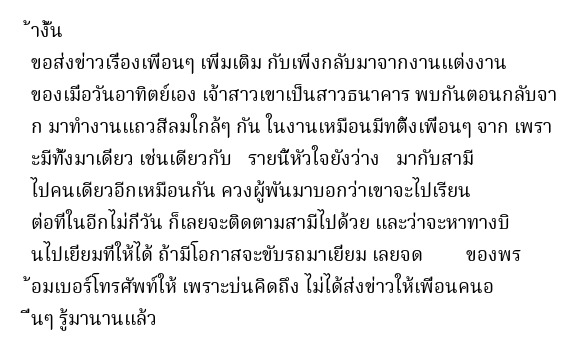 ้างั้น
ขอส่งข่าวเรื่องเพื่อนๆ เพิ่มเติม กับเพิ่งกลับมาจากงานแต่งงาน
ของเมื่อวันอาทิตย์เอง เจ้าสาวเขาเป็นสาวธนาคาร พบกันตอนกลับจา
ก มาทำงานแถวสีลมใกล้ๆ กัน ในงานเหมือนมีทติ้งเพื่อนๆ จาก เพรา
ะมีทั้งมาเดี่ยว เช่นเดียวกับ รายนี้หัวใจยังว่าง มากับสามี
ไปคนเดียวอีกเหมือนกัน ควงผู้พันมาบอกว่าเขาจะไปเรียน
ต่อที่ในอีกไม่กี่วัน ก็เลยจะติดตามสามีไปด้วย และว่าจะหาทางบิ
นไปเยี่ยมที่ให้ได้ ถ้ามีโอกาสจะขับรถมาเยี่ยม เลยจด ของพร
้อมเบอร์โทรศัพท์ให้ เพราะบ่นคิดถึง ไม่ได้ส่งข่าวให้เพื่อนคนอ
ื่นๆ รู้มานานแล้ว